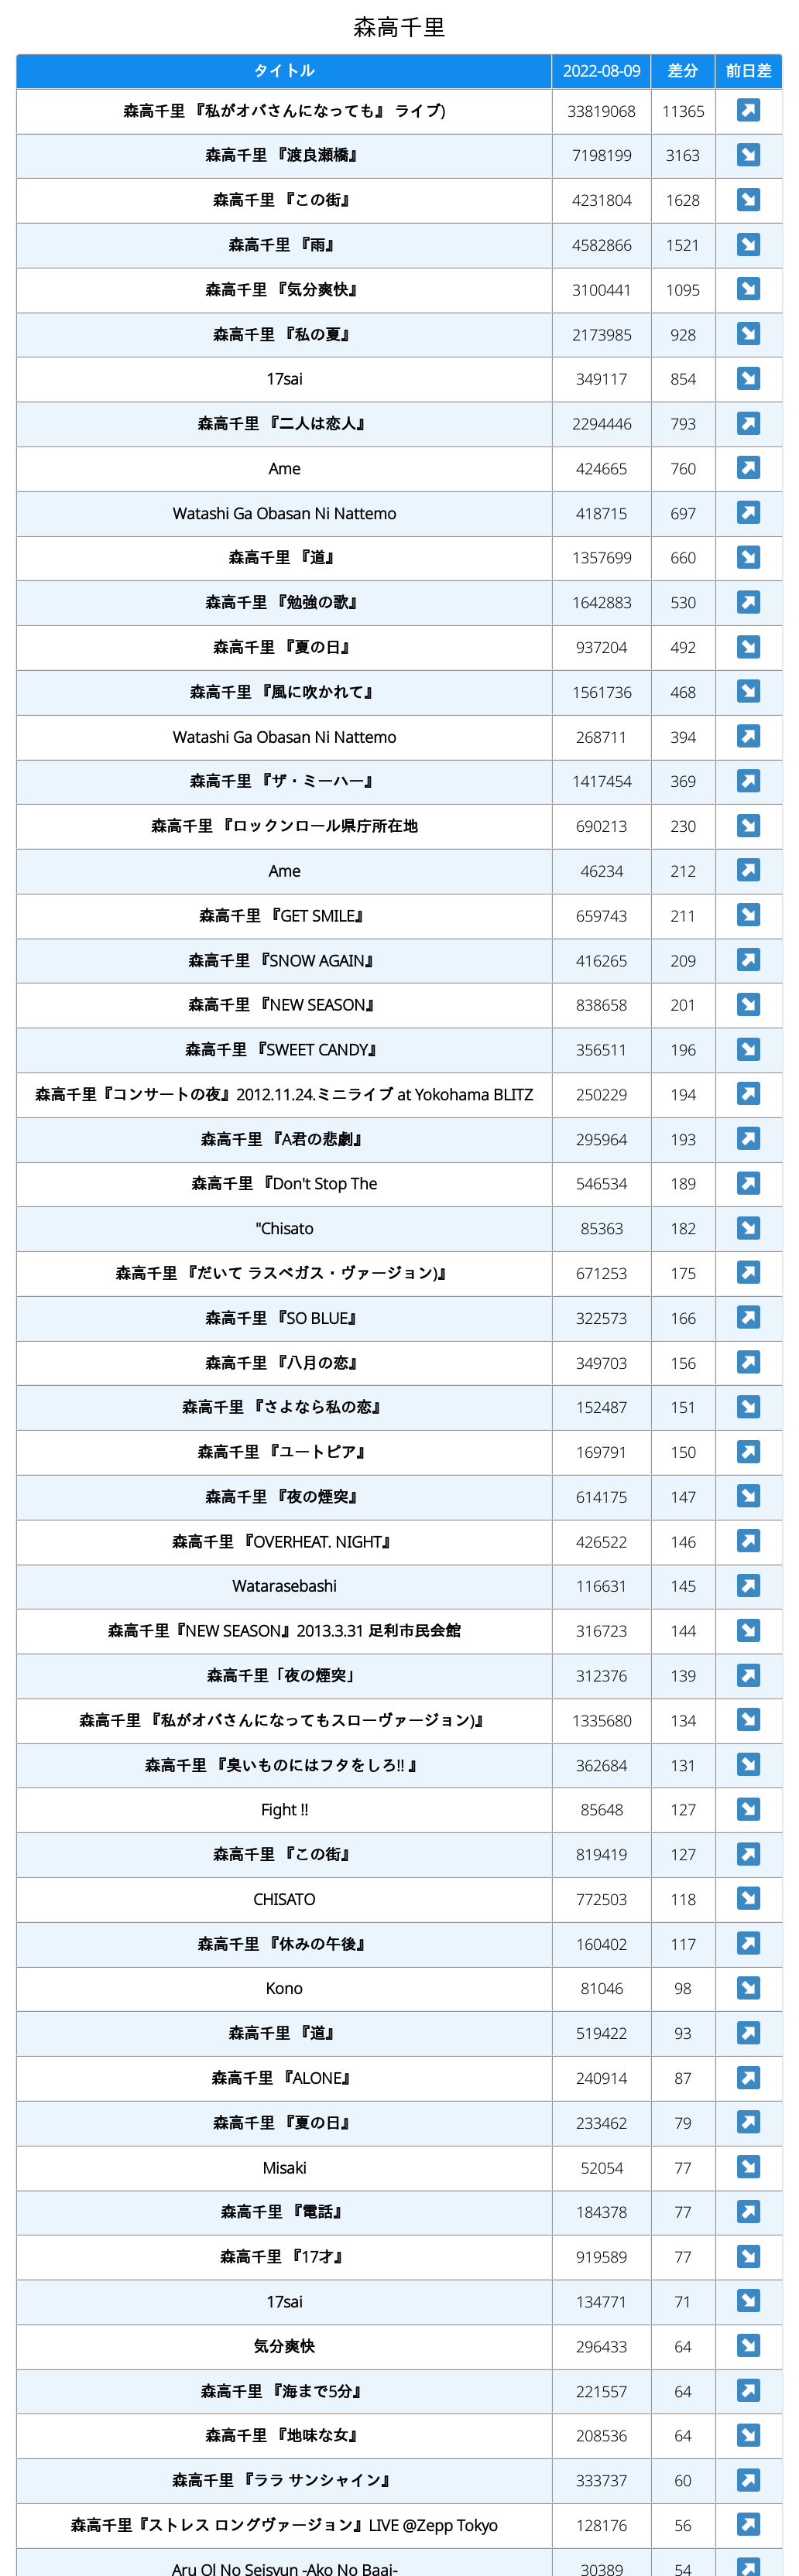 森高千里
タイトル 2022-08-09 差分 前日差
森高千里 『私がオバさんになっても』 ライブ) 33819068 11365
森高千里 『渡良瀬橋』 7198199 3163
森高千里 『この街』 4231804 1628
森高千里 『雨』 4582866 1521
森高千里 『気分爽快』 3100441 1095
森高千里 『私の夏』 2173985 928
17sai 349117 854
森高千里 『二人は恋人』 2294446 793
Ame 424665 760
Watashi Ga Obasan Ni Nattemo 418715 697
森高千里 『道』 1357699 660
森高千里 『勉強の歌』 1642883 530
森高千里 『夏の日』 937204 492
森高千里 『風に吹かれて』 1561736 468
Watashi Ga Obasan Ni Nattemo 268711 394
森高千里 『ザ・ミーハー』 1417454 369
森高千里 『ロックンロール県庁所在地 690213 230
Ame 46234 212
森高千里 『GET SMILE』 659743 211
森高千里 『SNOW AGAIN』 416265 209
森高千里 『NEW SEASON』 838658 201
森高千里 『SWEET CANDY』 356511 196
森高千里『コンサートの夜』2012.11.24.ミニライブ at Yokohama BLITZ 250229 194
森高千里 『A君の悲劇』 295964 193
森高千里 『Don't Stop The 546534 189
"Chisato 85363 182
森高千里 『だいて ラスベガス・ヴァージョン)』 671253 175
森高千里 『SO BLUE』 322573 166
森高千里 『八月の恋』 349703 156
森高千里 『さよなら私の恋』 152487 151
森高千里 『ユートピア』 169791 150
森高千里 『夜の煙突』 614175 147
森高千里 『OVERHEAT. NIGHT』 426522 146
Watarasebashi 116631 145
森高千里『NEW SEASON』2013.3.31 足利市民会館 316723 144
森高千里「夜の煙突」 312376 139
森高千里 『私がオバさんになってもスローヴァージョン)』 1335680 134
森高千里 『臭いものにはフタをしろ!! 』 362684 131
Fight !! 85648 127
森高千里 『この街』 819419 127
CHISATO 772503 118
森高千里 『休みの午後』 160402 117
Kono 81046 98
森高千里 『道』 519422 93
森高千里 『ALONE』 240914 87
森高千里 『夏の日』 233462 79
Misaki 52054 77
森高千里 『電話』 184378 77
森高千里 『17才』 919589 77
17sai 134771 71
気分爽快 296433 64
森高千里 『海まで5分』 221557 64
森高千里 『地味な女』 208536 64
森高千里 『ララ サンシャイン』 333737 60
森高千里『ストレス ロングヴァージョン』LIVE @Zepp Tokyo 128176 56
Aru OL No Seisyun -Ako No Baai- 30389 54